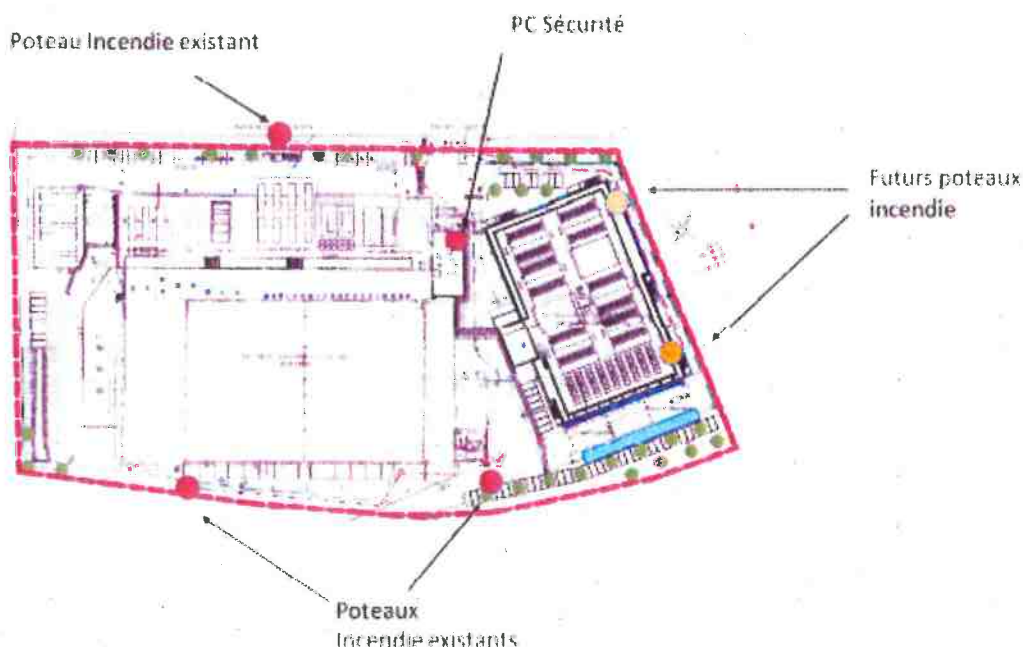 PC Sécurité
Poteau Incendie existant
Futurs poteaux
incendie
Poteaux
Incendie existants